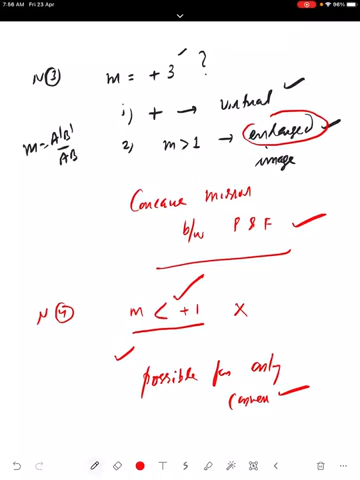 7:56 AM Fri 23 Apr
N ③ m = + 3 ?
i, + → virtual
m = A'B'/AB
2, m > 1 → enlarged
image
Concave mirror
b/w P & F
N ④ m < +1 X
possible for only
convex